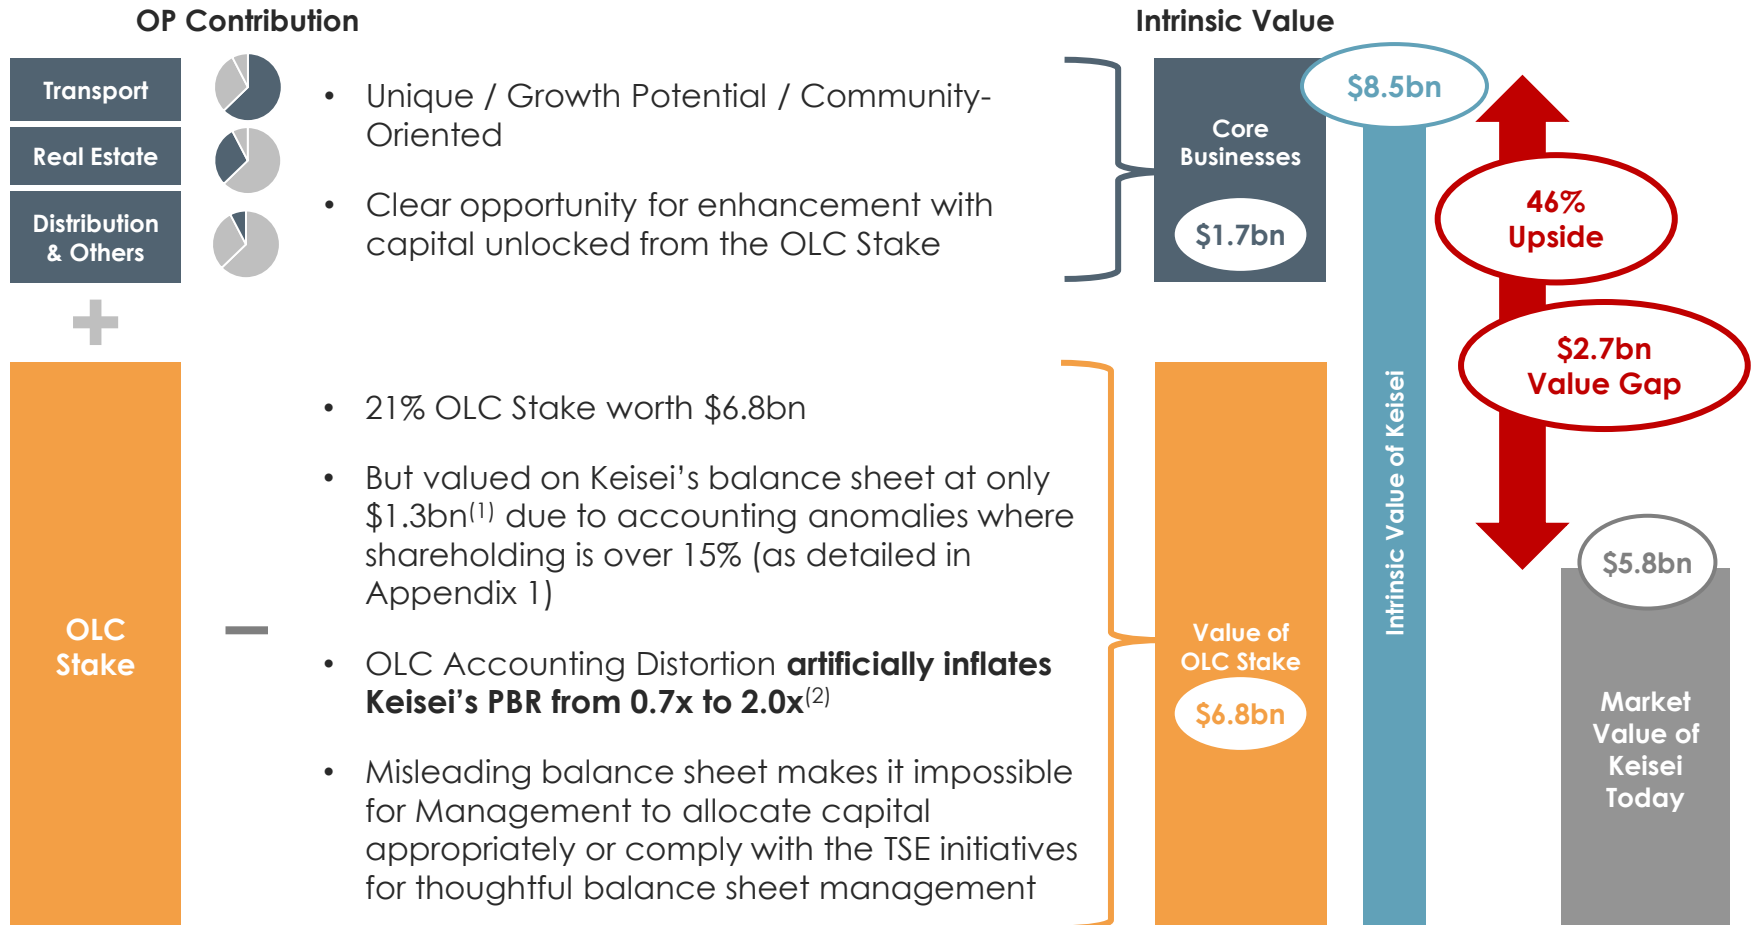 OP Contribution
Intrinsic Value
Transport
Real Estate
Distribution
& Others
• Unique / Growth Potential / Community-
Oriented
• Clear opportunity for enhancement with
capital unlocked from the OLC Stake
Core
Businesses
$1.7bn
OLC
Stake
• 21% OLC Stake worth $6.8bn
• But valued on Keisei’s balance sheet at only
$1.3bn(1) due to accounting anomalies where
shareholding is over 15% (as detailed in
Appendix 1)
• OLC Accounting Distortion artificially inflates
Keisei’s PBR from 0.7x to 2.0x(2)
• Misleading balance sheet makes it impossible
for Management to allocate capital
appropriately or comply with the TSE initiatives
for thoughtful balance sheet management
Value of
OLC Stake
$6.8bn
$8.5bn
Intrinsic Value of Keisei
46%
Upside
$2.7bn
Value Gap
$5.8bn
Market
Value of
Keisei
Today